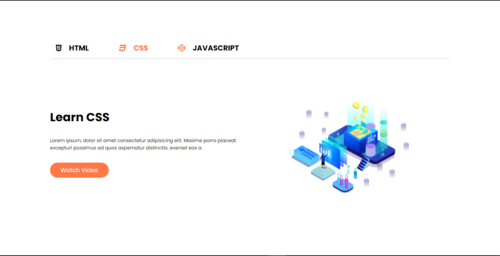 HTML
CSS
JAVASCRIPT
Learn CSS
Lorem ipsum, dolor sit amet consectetur adipisicing elit. Maxime porro placeat
excepturi possimus ad quos aspernatur distinctio, eveniet eos a.
Watch Video